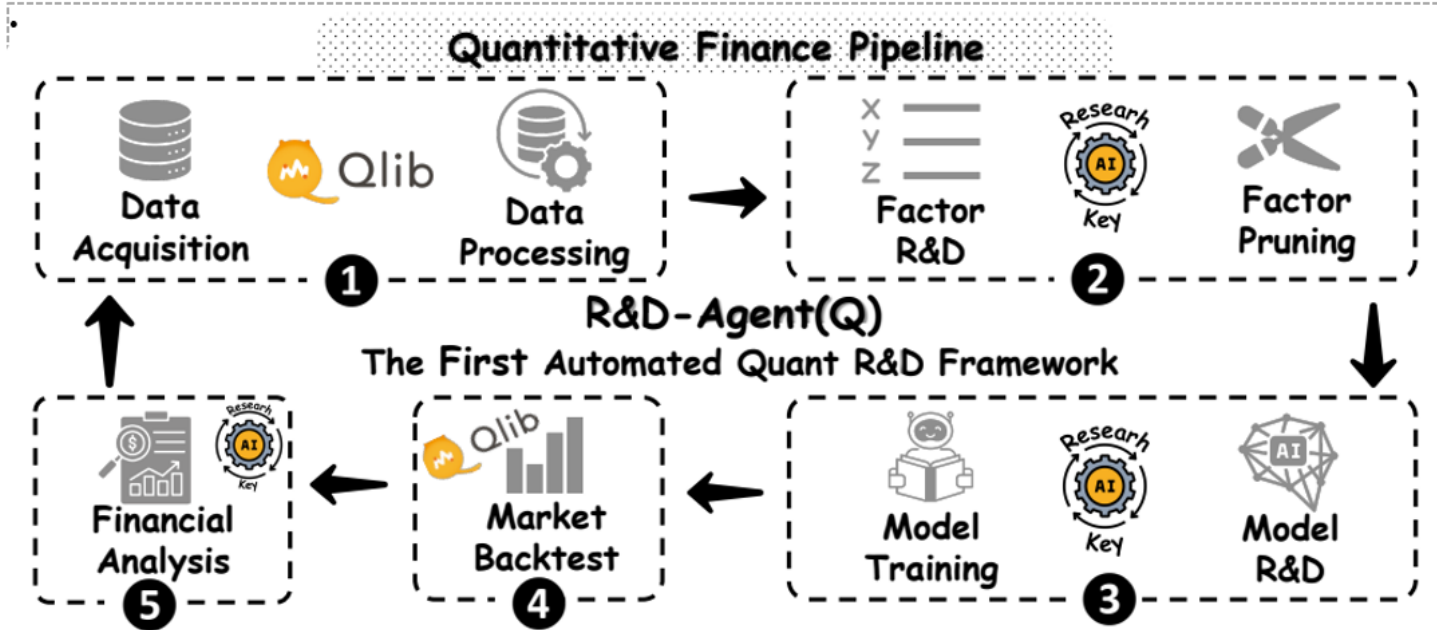 Quantitative Finance Pipeline
Data
Acquisition
Qlib
Data
Processing
1
X
Y
Z
Factor
R&D
Researh
AI
Key
Factor
Pruning
2
R&D-Agent(Q)
The First Automated Quant R&D Framework
Financial
Analysis
Researh
AI
Key
5
Qlib
Market
Backtest
4
Model
Training
Researh
AI
Key
AI
Model
R&D
3